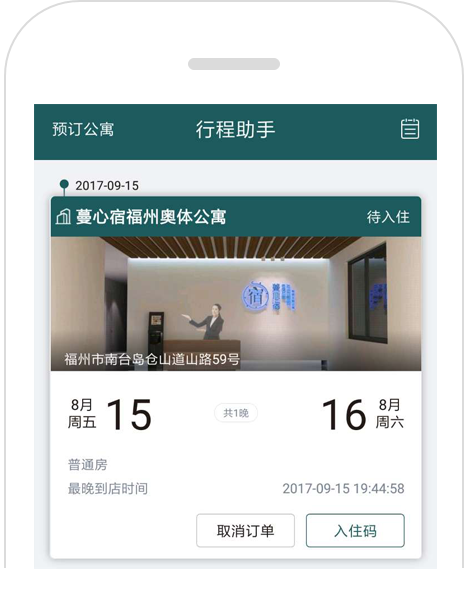 预订公寓
行程助手
2017-09-15
蔓心宿福州奥体公寓
待入住
宿
福州市南台岛仓山道山路59号
8月
周五
15
共1晚
16
8月
周六
普通房
最晚到店时间
2017-09-15 19:44:58
取消订单
入住码